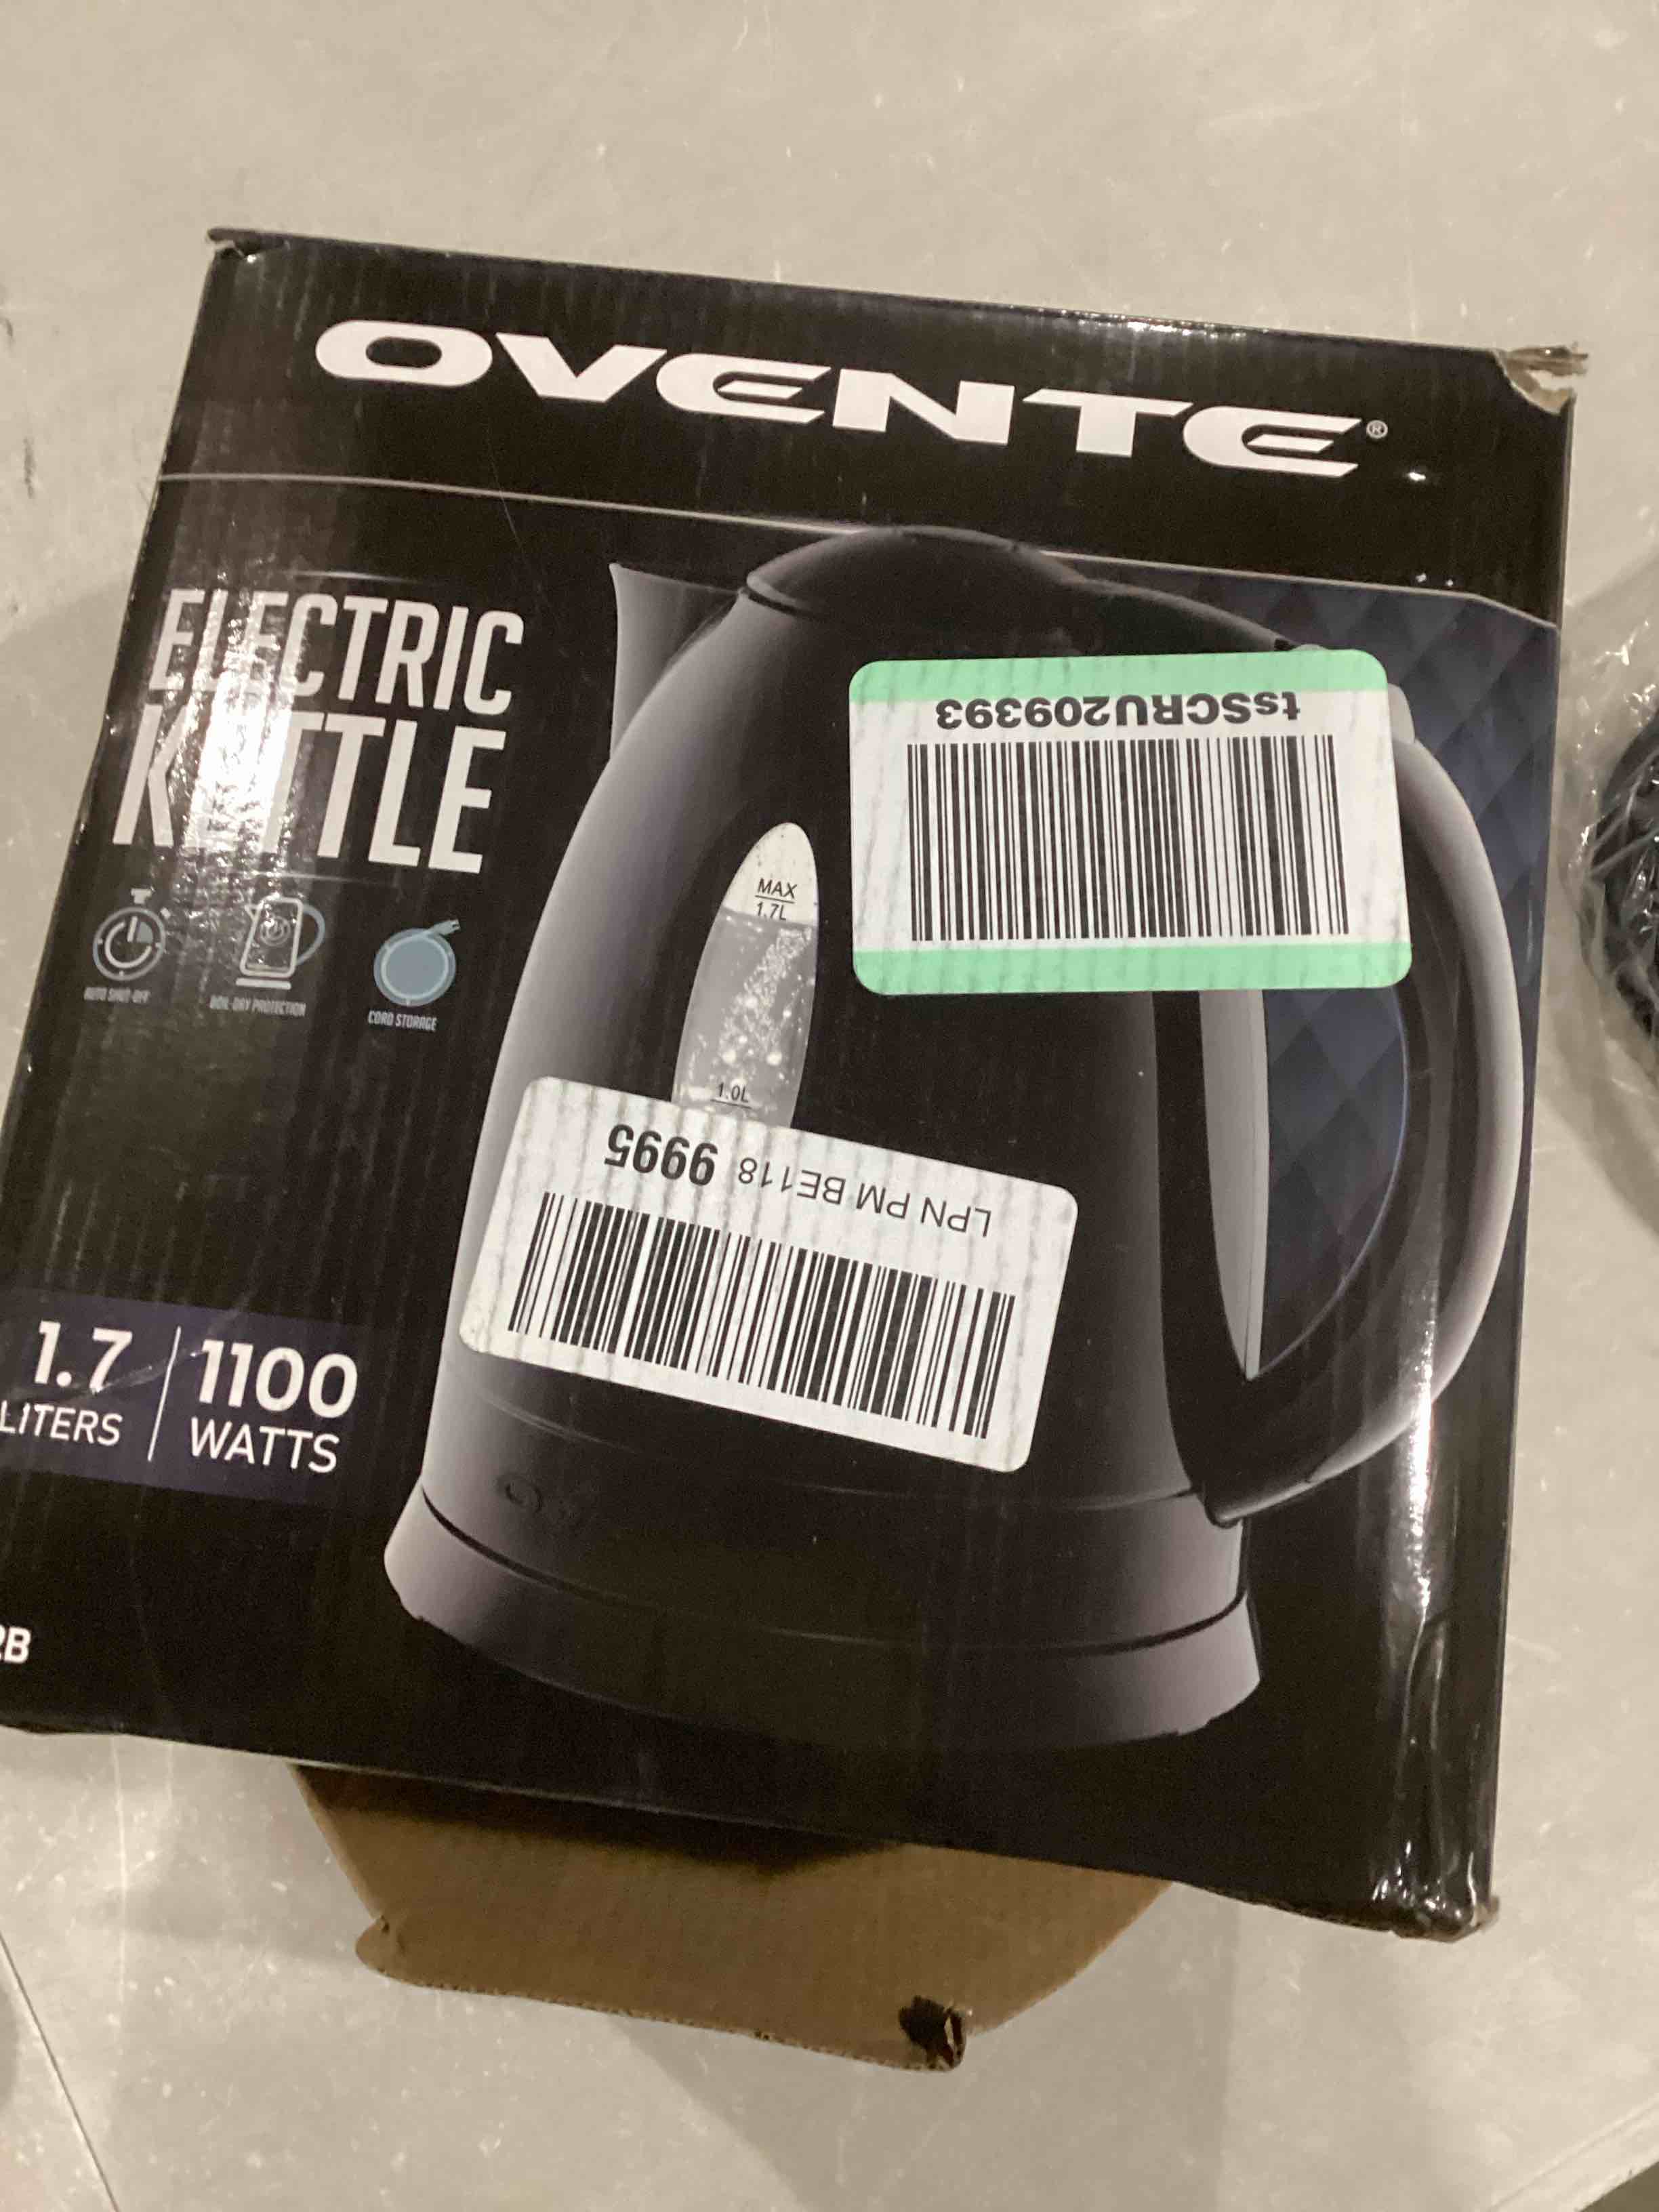 OVENTE®
ELECTRIC
KETTLE
AUTO SHUT-OFF
BOIL-DRY PROTECTION
CORD STORAGE
tsSCRU209393
MAX
1.7L
1.0L
LPN PM BE118 9995
1.7
LITERS
1100
WATTS